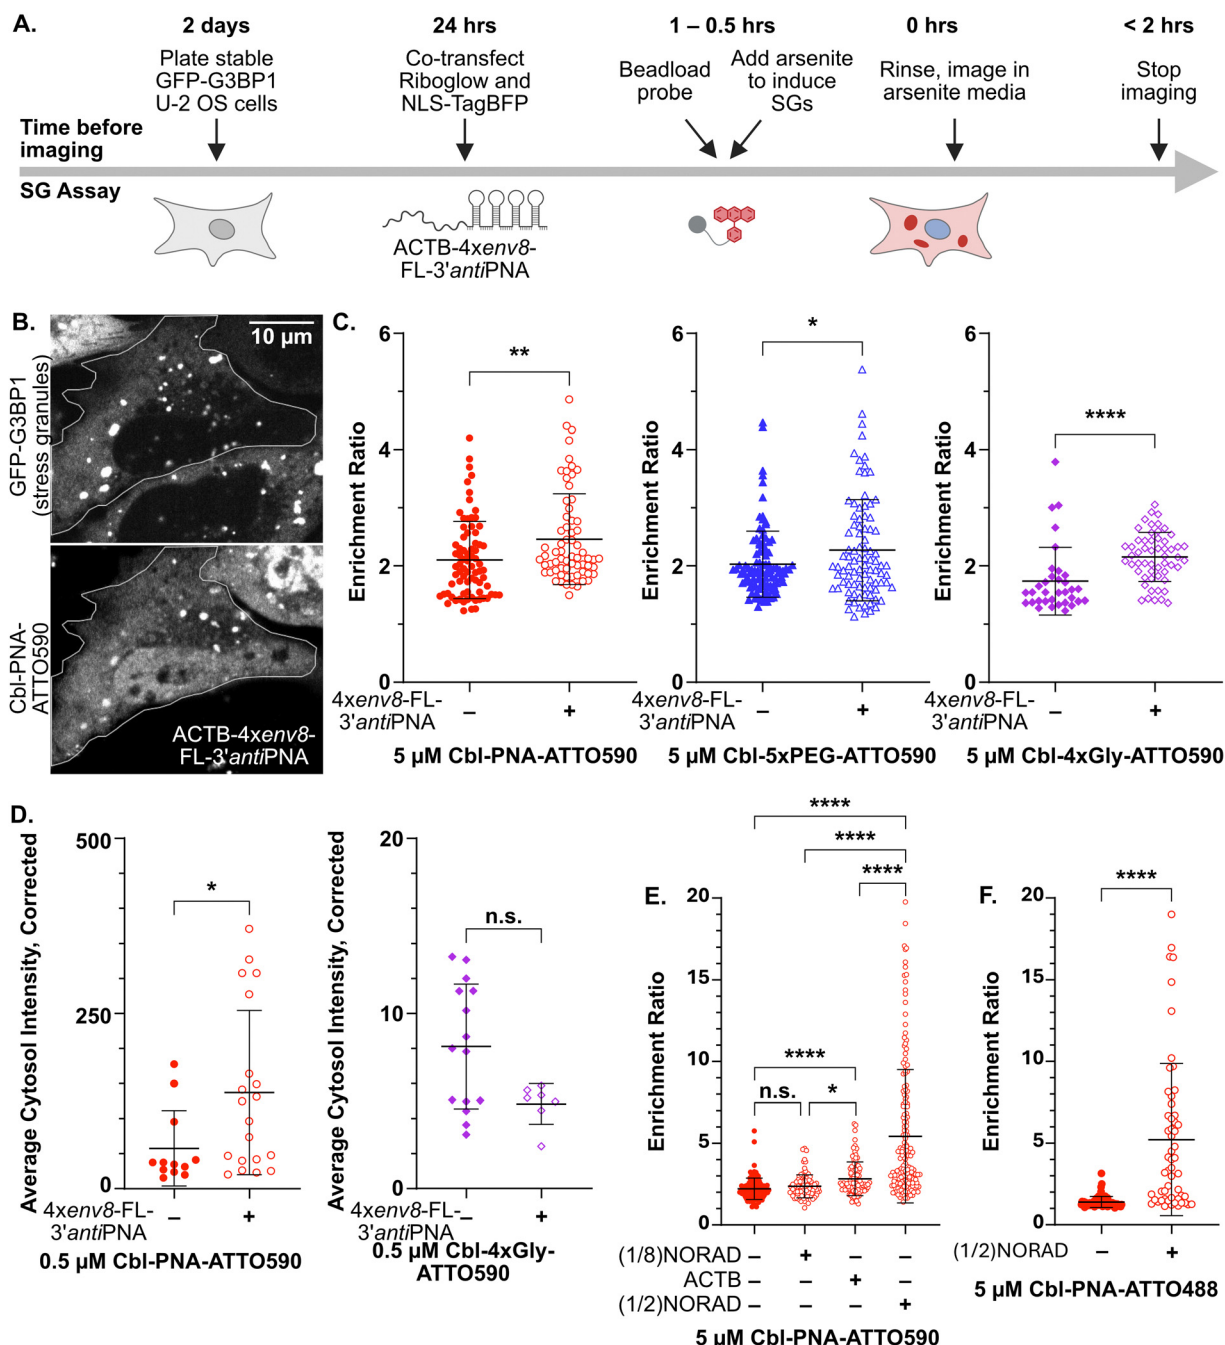 A.
2 days
24 hrs
1 – 0.5 hrs
0 hrs
< 2 hrs
Plate stable
GFP-G3BP1
U-2 OS cells
Co-transfect
Riboglow and
NLS-TagBFP
Beadload
probe
Add arsenite
to induce
SGs
Rinse, image in
arsenite media
Stop
imaging
Time before
imaging
SG Assay
ACTB-4xenv8-
FL-3'antiPNA
B.
GFP-G3BP1
(stress granules)
10 µm
Cbl-PNA-
ATTO590
ACTB-4xenv8-
FL-3'antiPNA
C.
Enrichment Ratio
6
4
2
0
**
4xenv8-FL-
3'antiPNA
– +
5 µM Cbl-PNA-ATTO590
Enrichment Ratio
6
4
2
0
*
4xenv8-FL-
3'antiPNA
– +
5 µM Cbl-5xPEG-ATTO590
Enrichment Ratio
6
4
2
0
****
4xenv8-FL-
3'antiPNA
– +
5 µM Cbl-4xGly-ATTO590
D.
Average Cytosol Intensity, Corrected
500
250
0
*
4xenv8-FL-
3'antiPNA
– +
0.5 µM Cbl-PNA-ATTO590
Average Cytosol Intensity, Corrected
20
10
0
n.s.
4xenv8-FL-
3'antiPNA
– +
0.5 µM Cbl-4xGly-
ATTO590
E.
Enrichment Ratio
20
15
10
5
0
****
****
****
****
n.s.
*
(1/8)NORAD – + – –
ACTB – – + –
(1/2)NORAD – – – +
5 µM Cbl-PNA-ATTO590
F.
Enrichment Ratio
20
15
10
5
0
****
(1/2)NORAD – +
5 µM Cbl-PNA-ATTO488